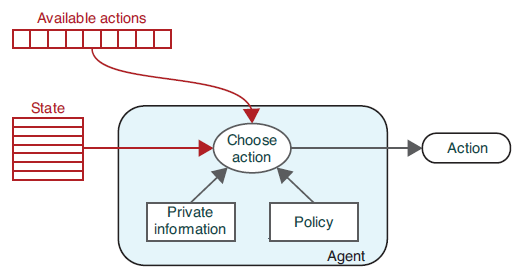 Available actions
State
Choose
action
Action
Private
information
Policy
Agent